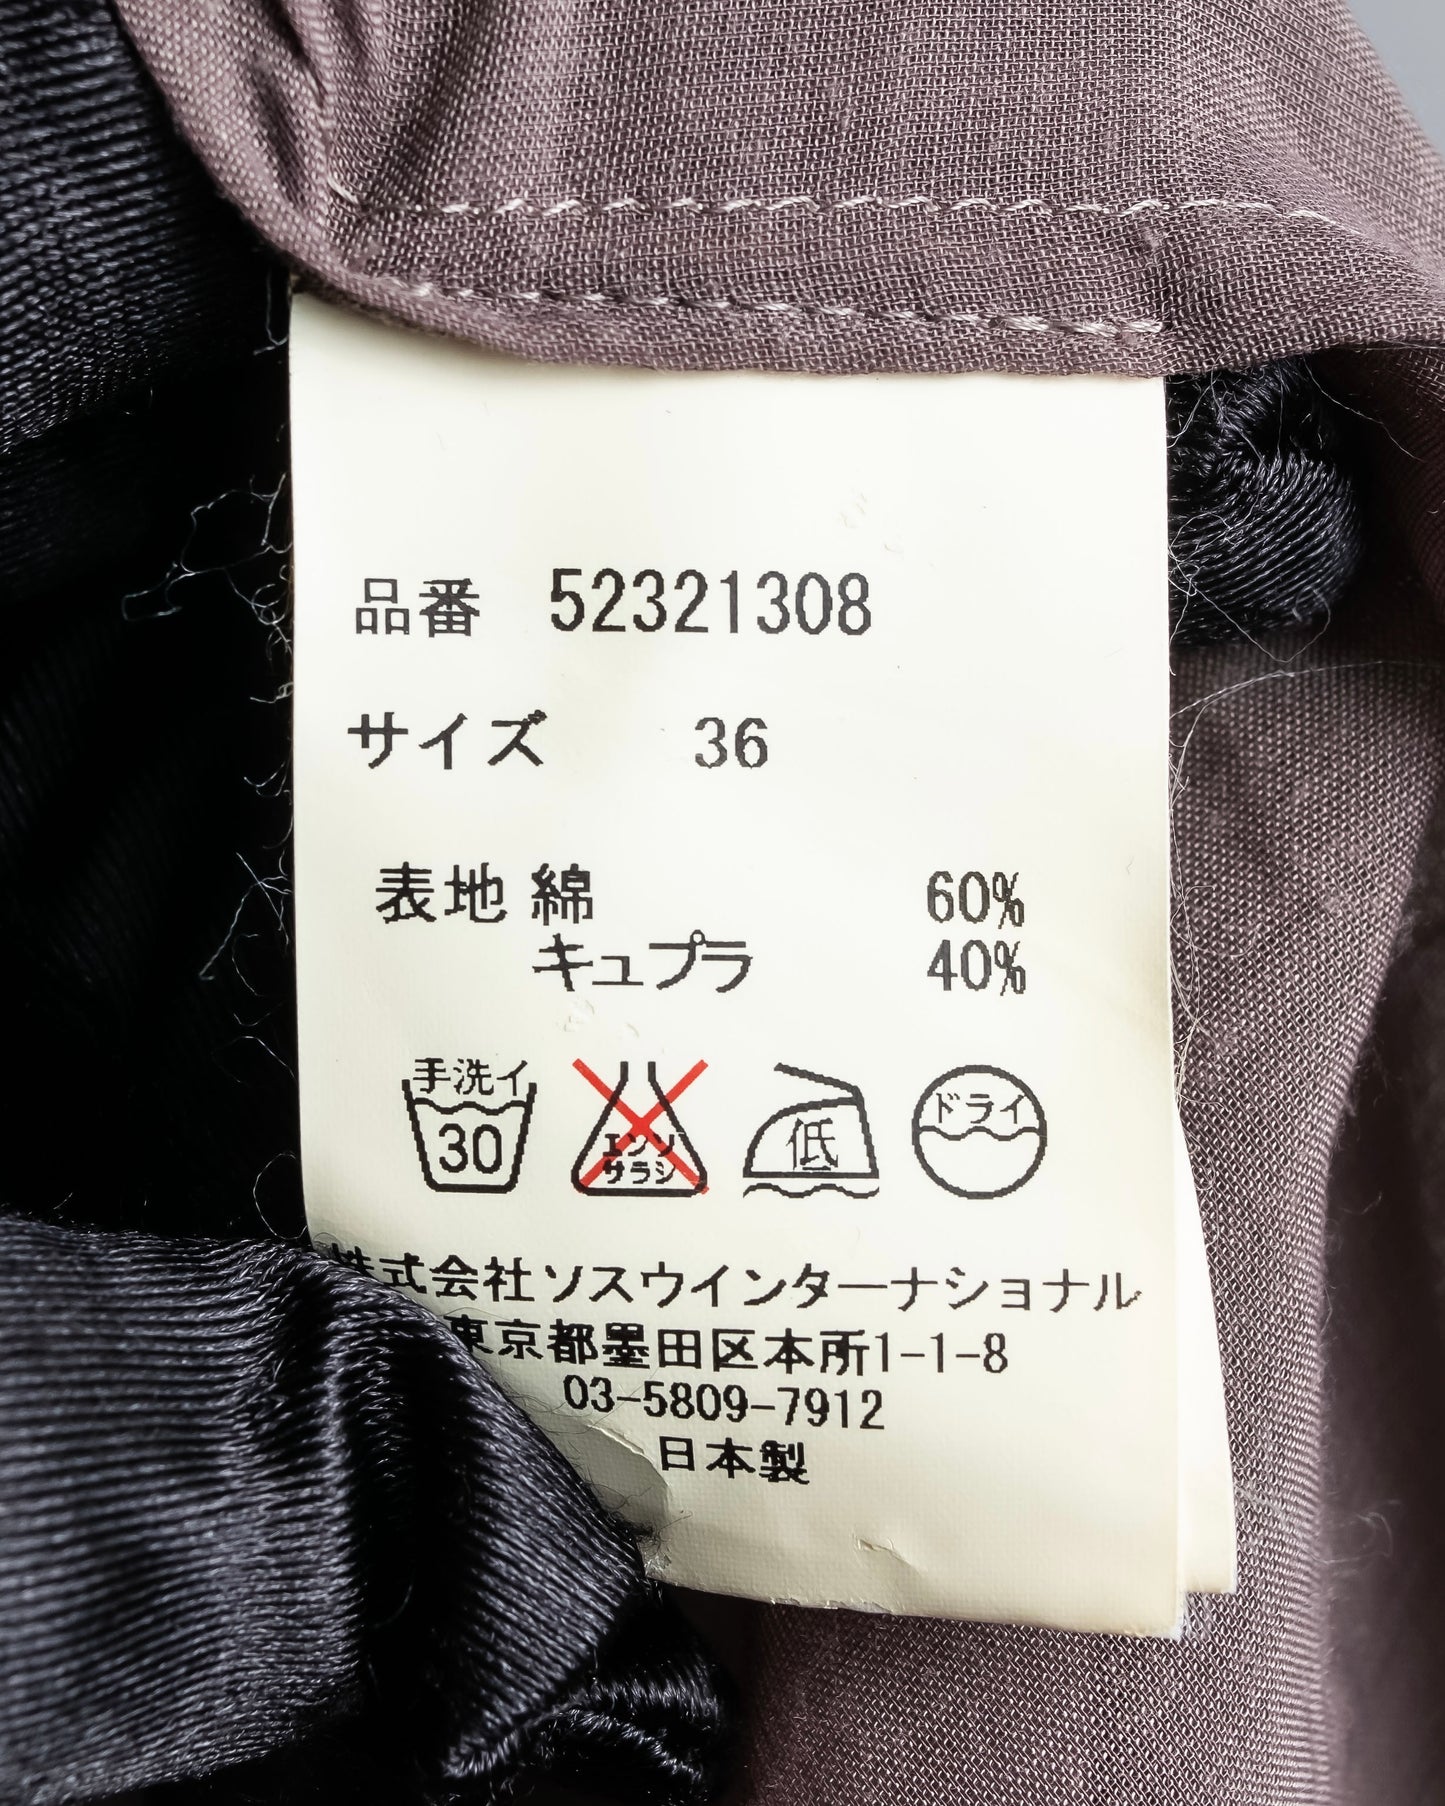 品番 52321308
サイズ 36
表地 綿 60%
キュプラ 40%
手洗イ 30 エンソ サラシ 低 ドライ
株式会社ソスウインターナショナル
東京都墨田区本所1-1-8
03-5809-7912
日本製